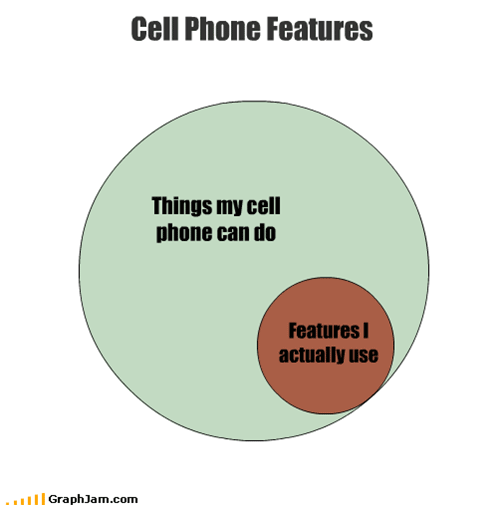 Cell Phone Features
Things my cell
phone can do
Features I
actually use
GraphJam.com